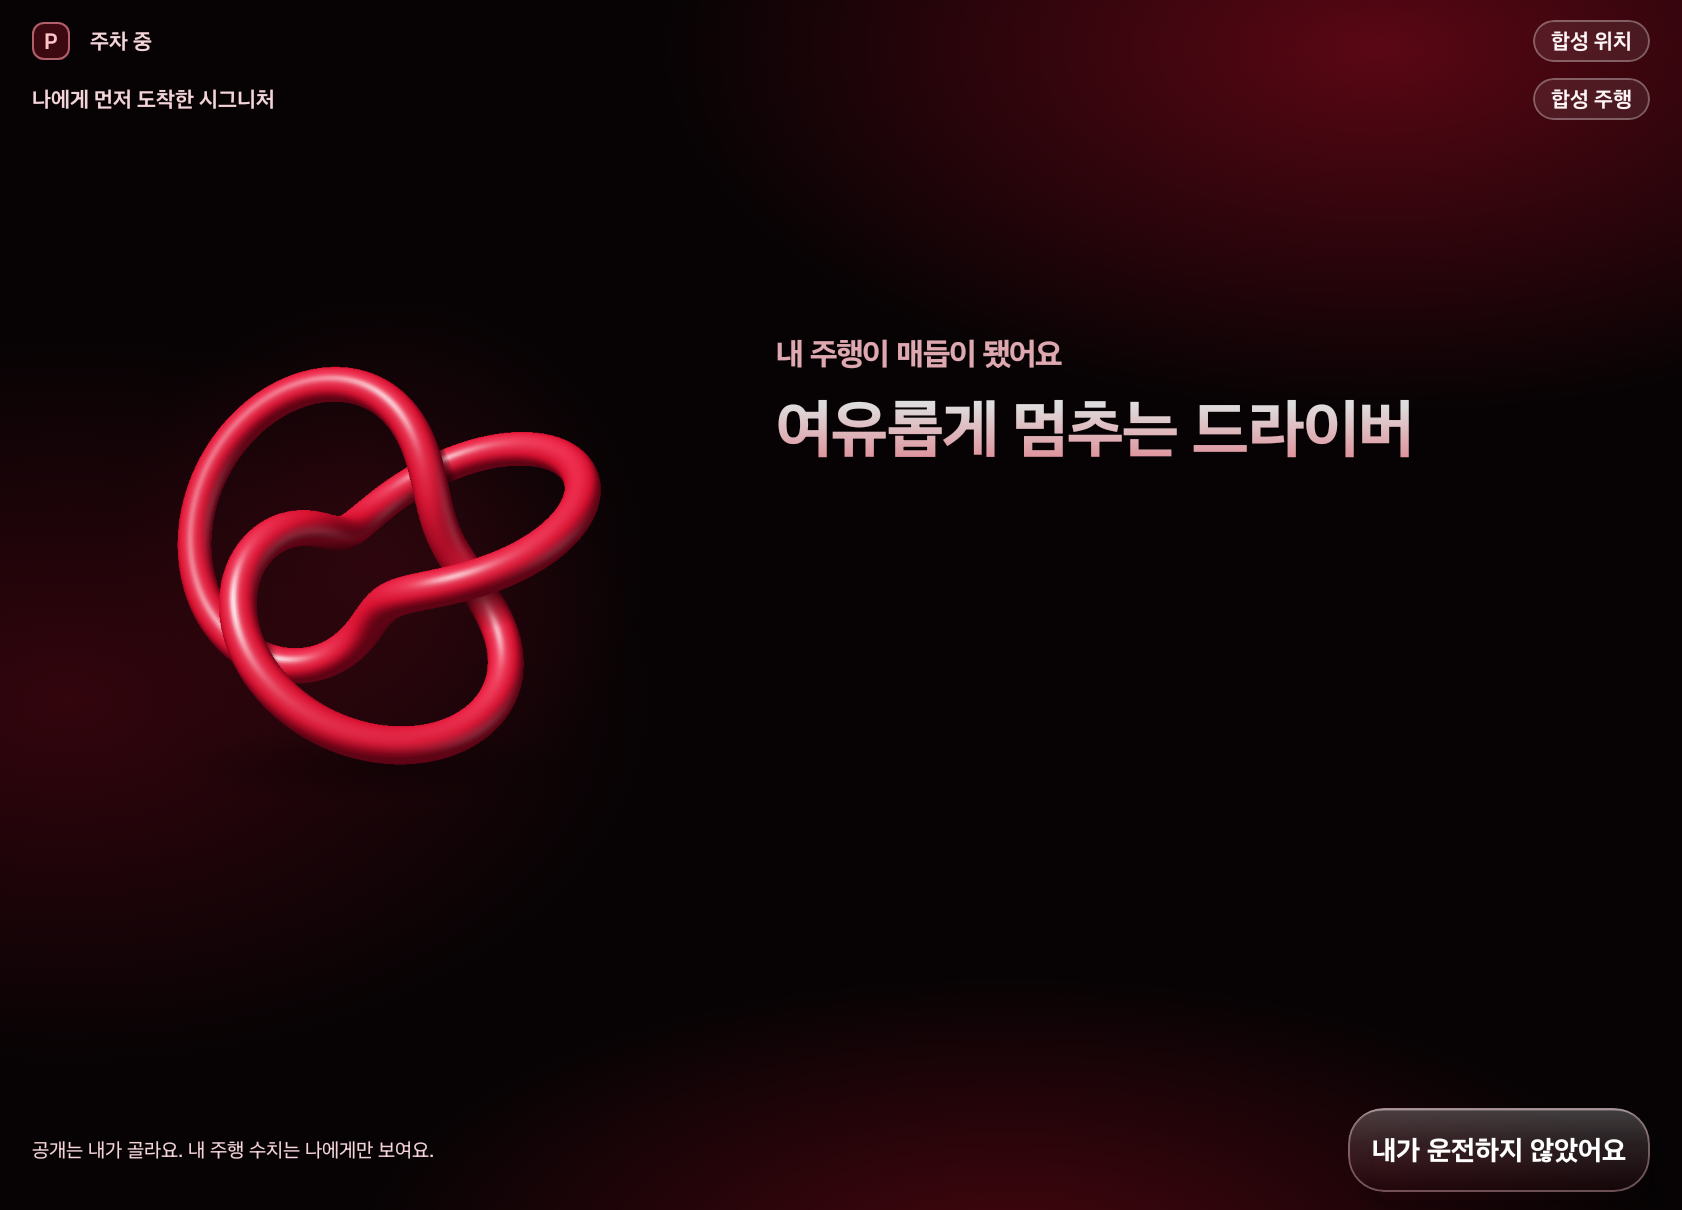 P 주차 중
합성 위치
나에게 먼저 도착한 시그니처
합성 주행
내 주행이 매듭이 됐어요
여유롭게 멈추는 드라이버
공개는 내가 골라요. 내 주행 수치는 나에게만 보여요.
내가 운전하지 않았어요